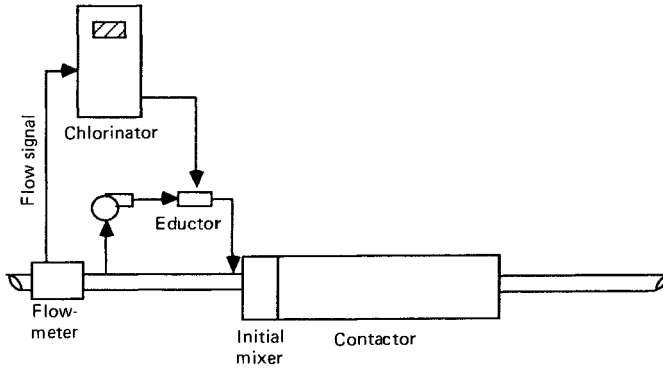 Chlorinator
Flow signal
Eductor
Flow-
meter
Initial
mixer
Contactor